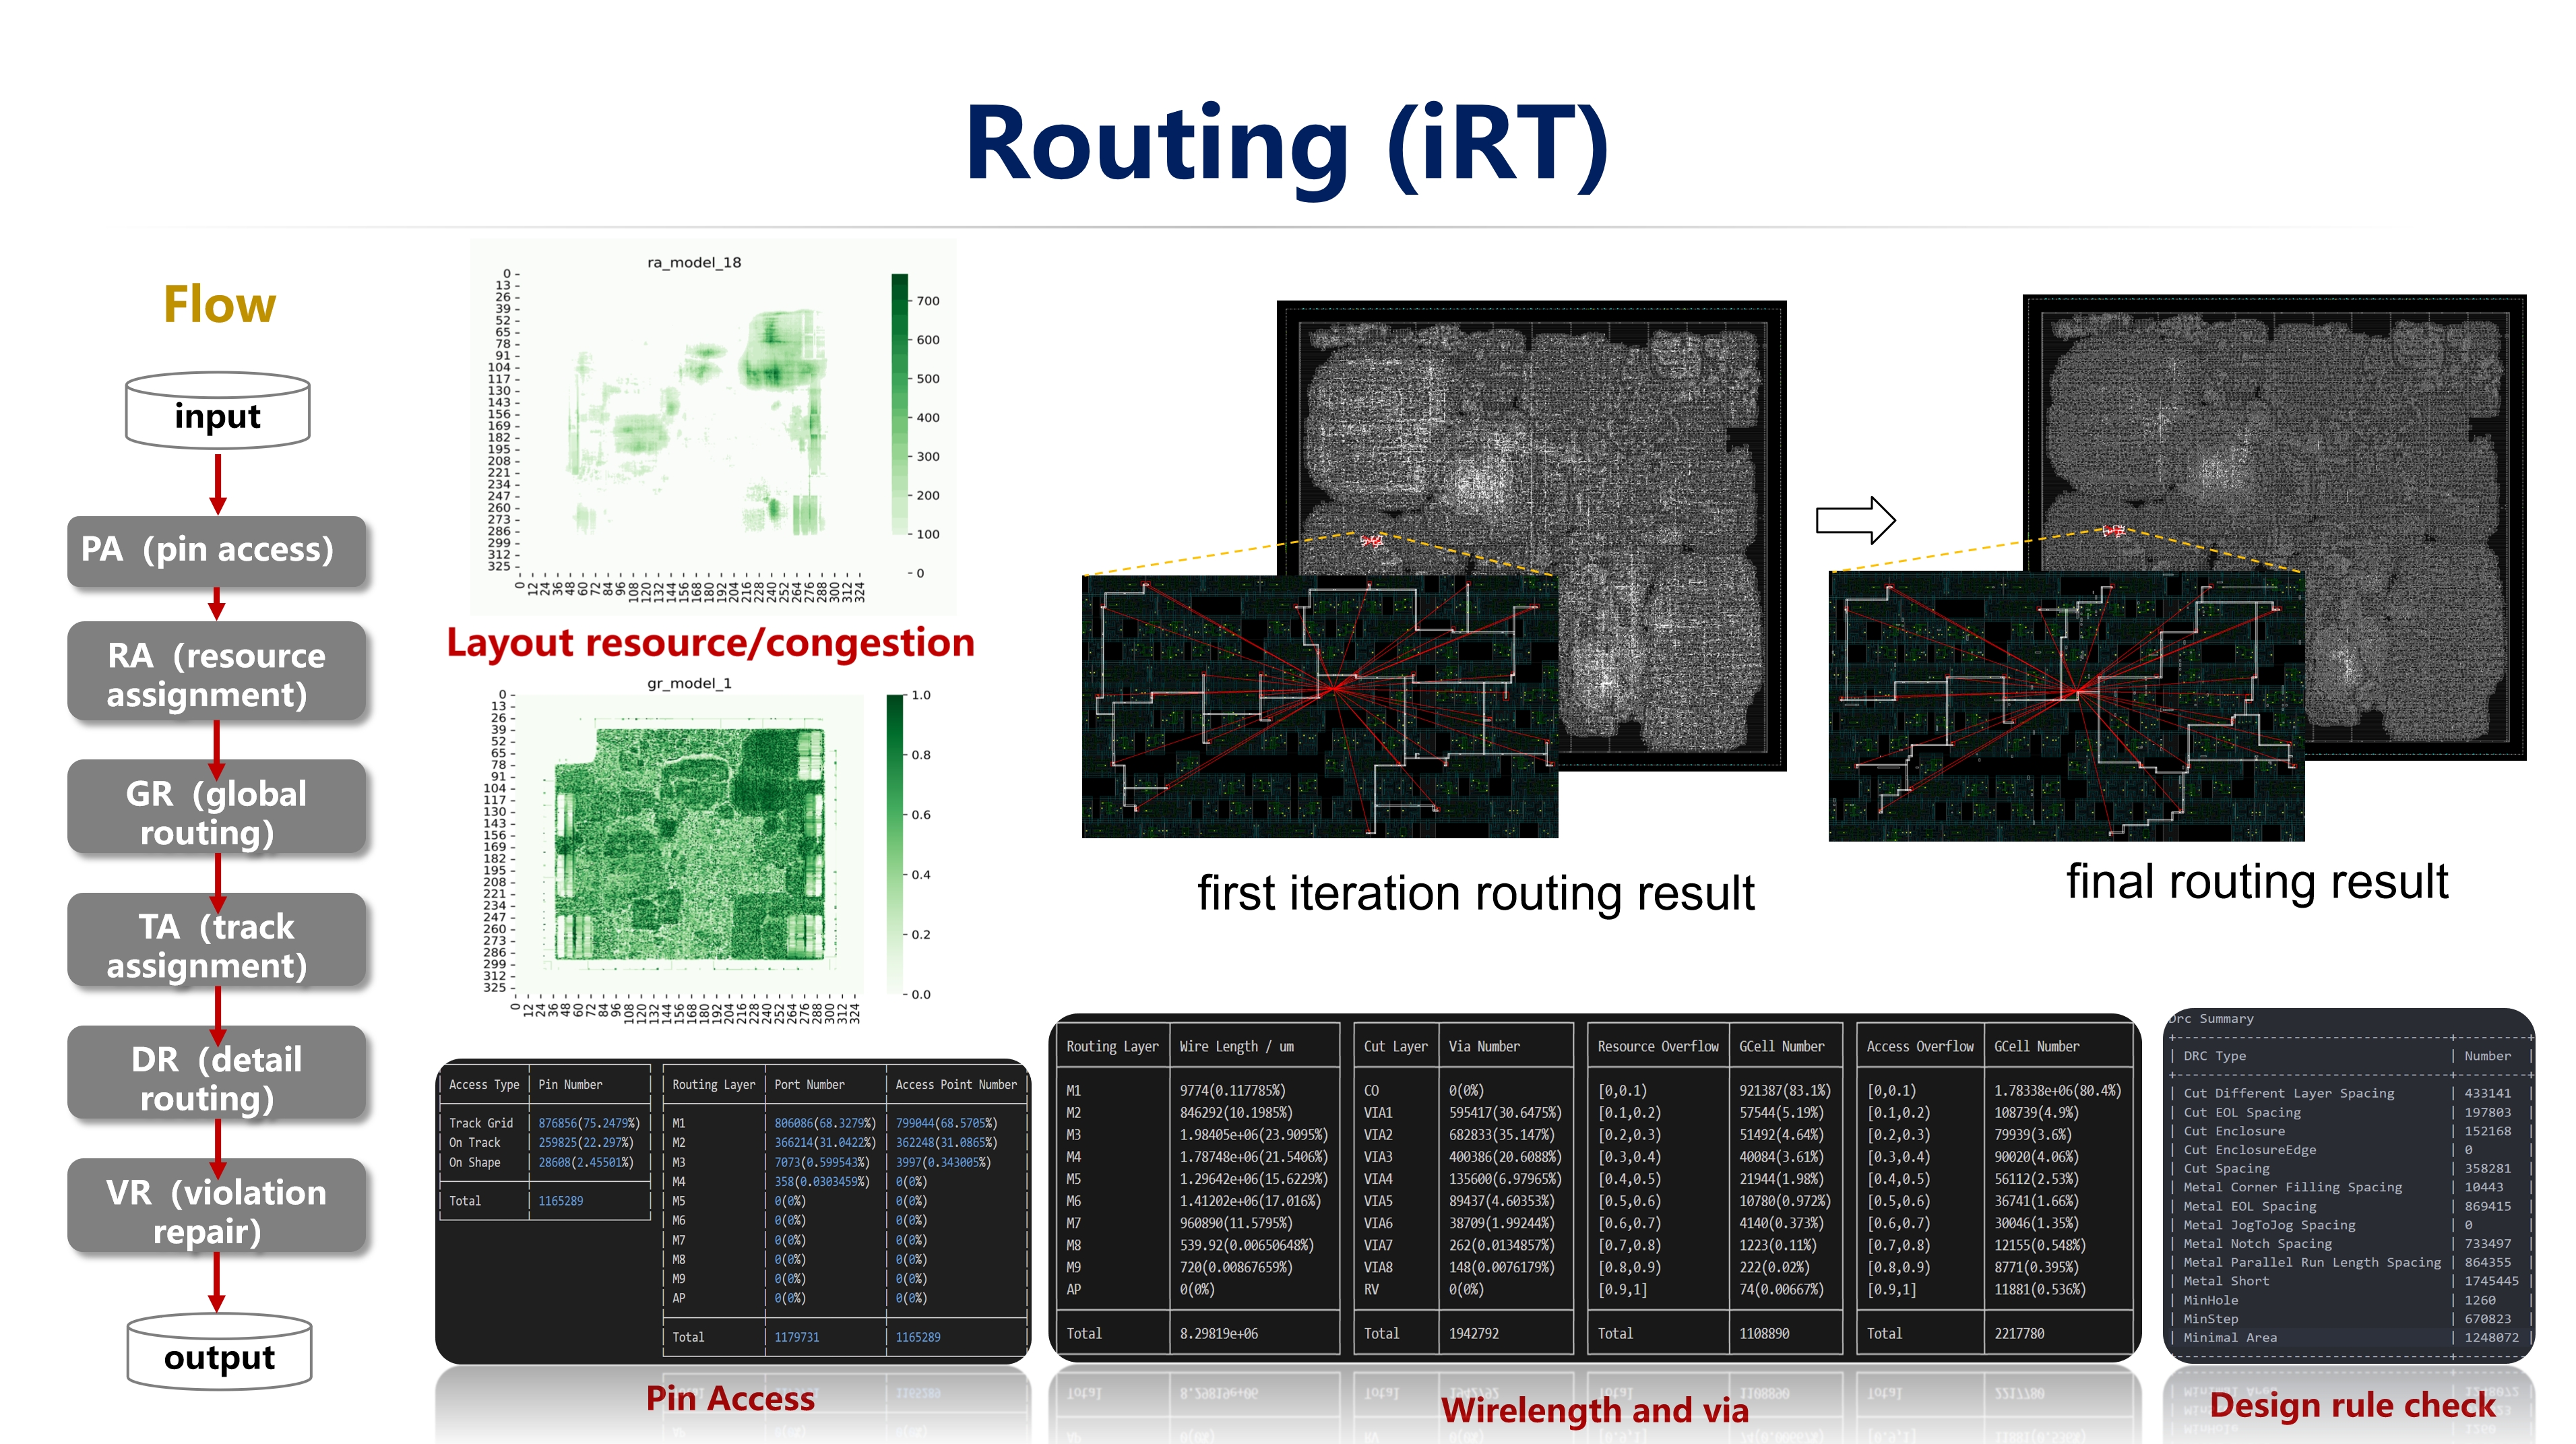 Routing (iRT)
Flow
input
PA (pin access)
RA (resource
assignment)
GR (global
routing)
TA (track
assignment)
DR (detail
routing)
VR (violation
repair)
output
ra_model_18
0
13
26
39
52
65
78
91
104
117
130
143
156
169
182
195
208
221
234
247
260
273
286
299
312
325
0 12 24 36 48 60 72 84 96 108 120 132 144 156 168 180 192 204 216 228 240 252 264 276 288 300 312 324
700
600
500
400
300
200
100
0
Layout resource/congestion
gr_model_1
0
13
26
39
52
65
78
91
104
117
130
143
156
169
182
195
208
221
234
247
260
273
286
299
312
325
0 12 24 36 48 60 72 84 96 108 120 132 144 156 168 180 192 204 216 228 240 252 264 276 288 300 312 324
1.0
0.8
0.6
0.4
0.2
0.0
first iteration routing result
final routing result
Access Type Pin Number
Track Grid 876856(75.2479%)
On Track 259825(22.297%)
On Shape 28608(2.45501%)
Total 1165289
Routing Layer Port Number Access Point Number
M1 806086(68.3279%) 799044(68.5705%)
M2 366214(31.0422%) 362248(31.0865%)
M3 7073(0.599543%) 3997(0.343005%)
M4 358(0.0303459%) 0(0%)
M5 0(0%) 0(0%)
M6 0(0%) 0(0%)
M7 0(0%) 0(0%)
M8 0(0%) 0(0%)
M9 0(0%) 0(0%)
AP 0(0%) 0(0%)
Total 1179731 1165289
Pin Access
Routing Layer Wire Length / um
M1 9774(0.117785%)
M2 846292(10.1985%)
M3 1.98405e+06(23.9095%)
M4 1.78748e+06(21.5406%)
M5 1.29642e+06(15.6229%)
M6 1.41202e+06(17.016%)
M7 960890(11.5795%)
M8 539.92(0.00650648%)
M9 720(0.00867659%)
AP 0(0%)
Total 8.29819e+06
Cut Layer Via Number
CO 0(0%)
VIA1 595417(30.6475%)
VIA2 682833(35.147%)
VIA3 400386(20.6088%)
VIA4 135600(6.97965%)
VIA5 89437(4.60353%)
VIA6 38709(1.99244%)
VIA7 262(0.0134857%)
VIA8 148(0.0076179%)
RV 0(0%)
Total 1942792
Resource Overflow GCell Number
[0,0.1) 921387(83.1%)
[0.1,0.2) 57544(5.19%)
[0.2,0.3) 51492(4.64%)
[0.3,0.4) 40084(3.61%)
[0.4,0.5) 21944(1.98%)
[0.5,0.6) 10780(0.972%)
[0.6,0.7) 4140(0.373%)
[0.7,0.8) 1223(0.11%)
[0.8,0.9) 222(0.02%)
[0.9,1] 74(0.00667%)
Total 1108890
Access Overflow GCell Number
[0,0.1) 1.78338e+06(80.4%)
[0.1,0.2) 108739(4.9%)
[0.2,0.3) 79939(3.6%)
[0.3,0.4) 90020(4.06%)
[0.4,0.5) 56112(2.53%)
[0.5,0.6) 36741(1.66%)
[0.6,0.7) 30046(1.35%)
[0.7,0.8) 12155(0.548%)
[0.8,0.9) 8771(0.395%)
[0.9,1] 11881(0.536%)
Total 2217780
Wirelength and via
Drc Summary
DRC Type Number
Cut Different Layer Spacing 433141
Cut EOL Spacing 197803
Cut Enclosure 152168
Cut EnclosureEdge 0
Cut Spacing 358281
Metal Corner Filling Spacing 10443
Metal EOL Spacing 869415
Metal JogToJog Spacing 0
Metal Notch Spacing 733497
Metal Parallel Run Length Spacing 864355
Metal Short 1745445
MinHole 1260
MinStep 670823
Minimal Area 1248072
Design rule check